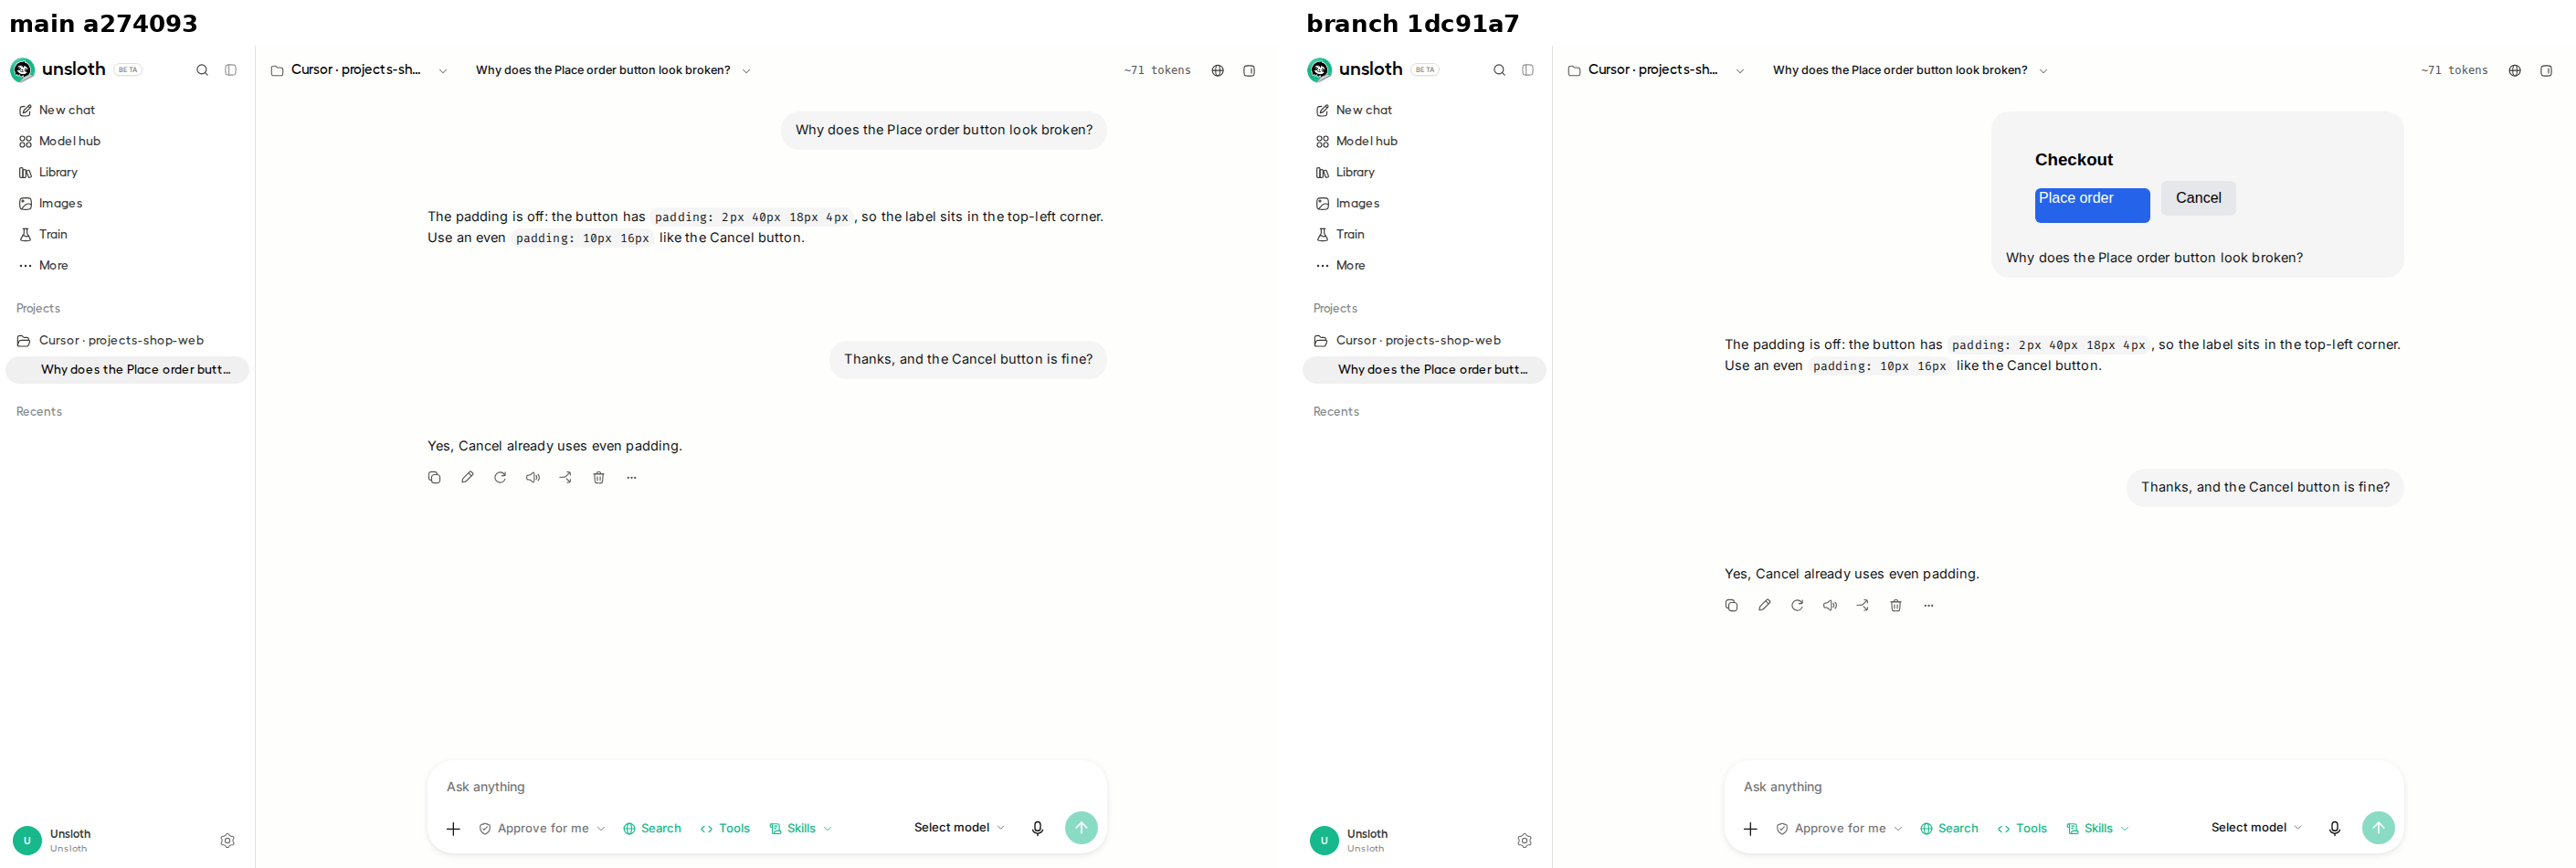 main a274093
unsloth BETA
New chat
Model hub
Library
Images
Train
More
Projects
Cursor · projects-shop-web
Why does the Place order butt...
Recents
Unsloth
Unsloth
U
Cursor · projects-sh...
Why does the Place order button look broken?
~71 tokens
Why does the Place order button look broken?
The padding is off: the button has padding: 2px 40px 18px 4px, so the label sits in the top-left corner.
Use an even padding: 10px 16px like the Cancel button.
Thanks, and the Cancel button is fine?
Yes, Cancel already uses even padding.
Ask anything
Approve for me
Search
Tools
Skills
Select model
branch 1dc91a7
unsloth BETA
New chat
Model hub
Library
Images
Train
More
Projects
Cursor · projects-shop-web
Why does the Place order butt...
Recents
Unsloth
Unsloth
U
Cursor · projects-sh...
Why does the Place order button look broken?
~71 tokens
Checkout
Place order
Cancel
Why does the Place order button look broken?
The padding is off: the button has padding: 2px 40px 18px 4px, so the label sits in the top-left corner.
Use an even padding: 10px 16px like the Cancel button.
Thanks, and the Cancel button is fine?
Yes, Cancel already uses even padding.
Ask anything
Approve for me
Search
Tools
Skills
Select model